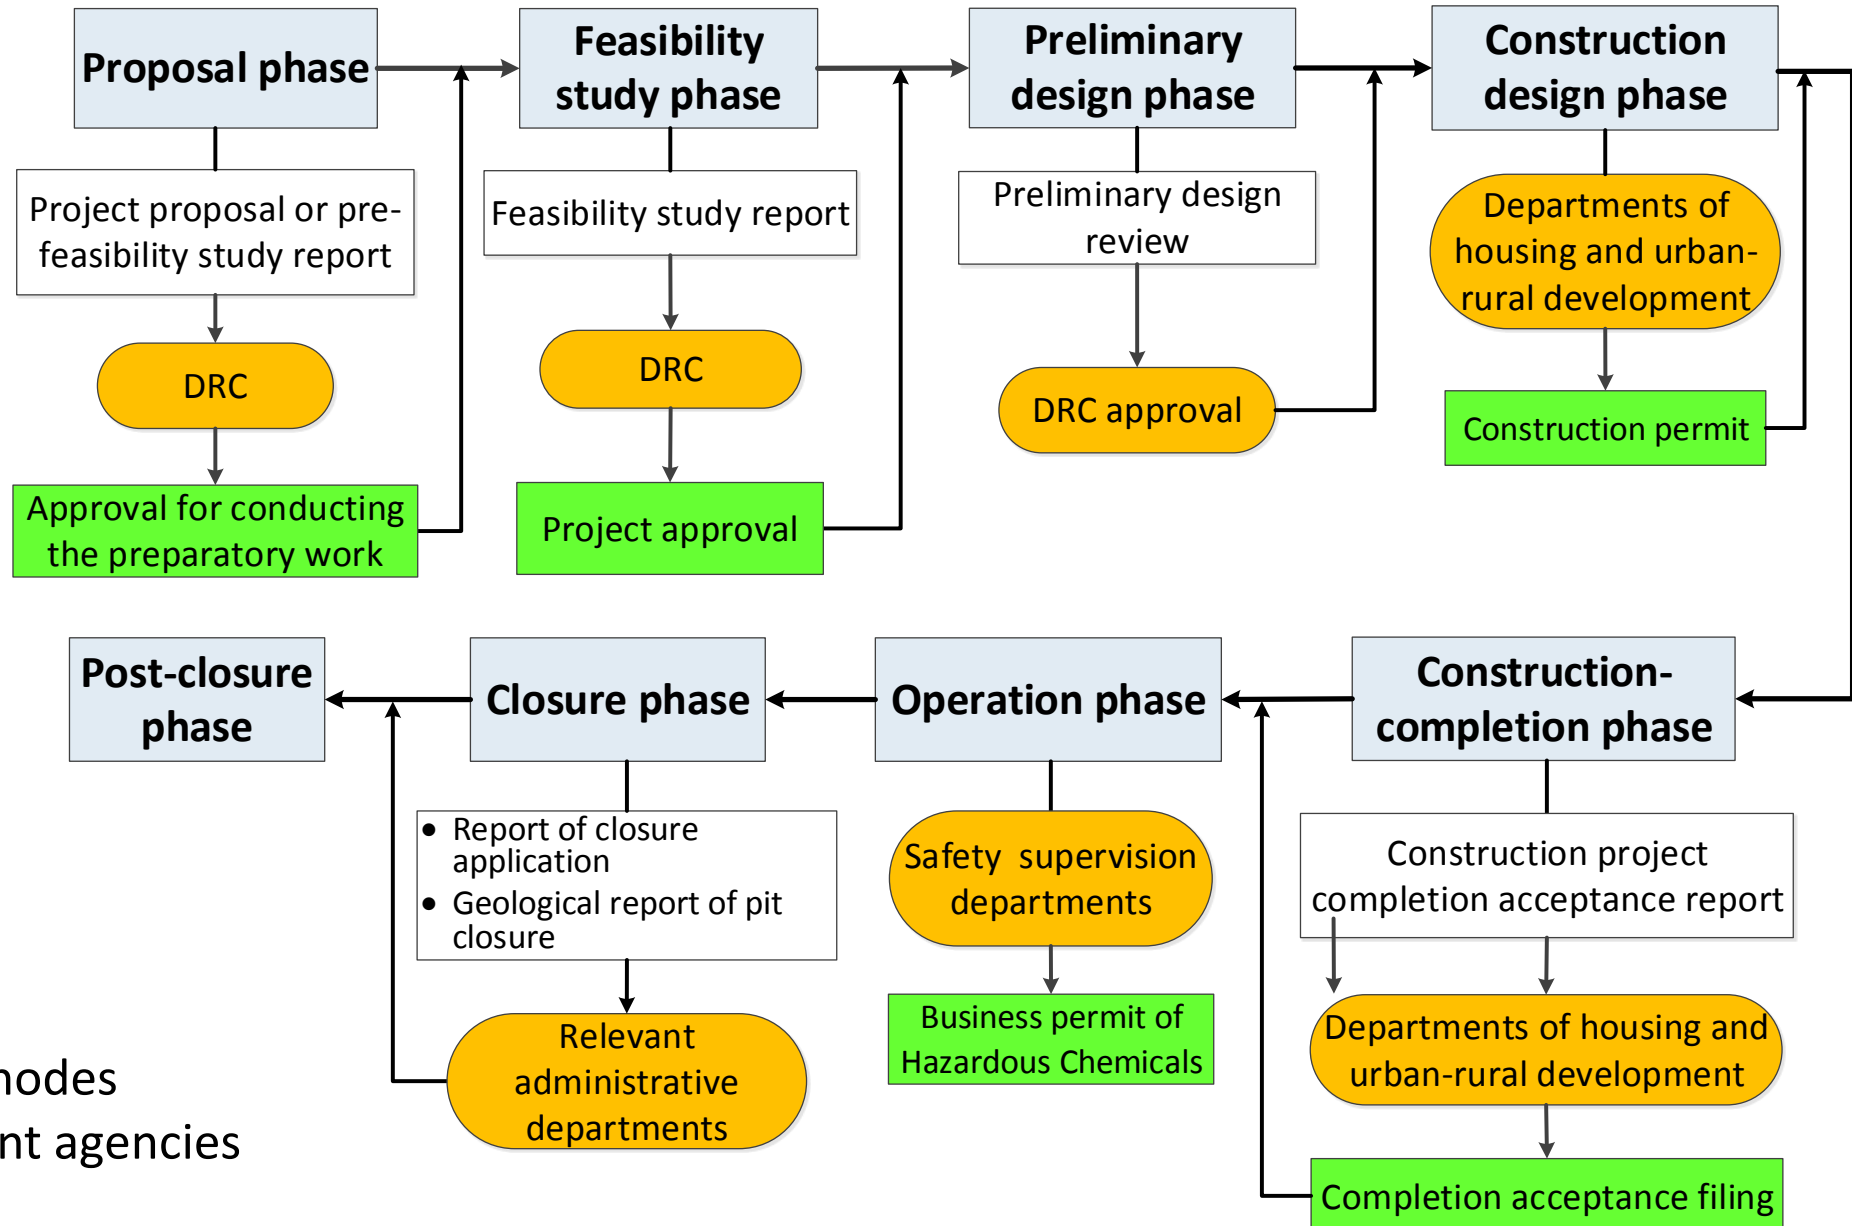 Proposal phase
Feasibility
study phase
Preliminary
design phase
Construction
design phase
Project proposal or pre-
feasibility study report
Feasibility study report
Preliminary design
review
Departments of
housing and urban-
rural development
DRC
DRC
DRC approval
Construction permit
Approval for conducting
the preparatory work
Project approval
Post-closure
phase
Closure phase
Operation phase
Construction-
completion phase
• Report of closure
application
• Geological report of pit
closure
Safety supervision
departments
Construction project
completion acceptance report
Relevant
administrative
departments
Business permit of
Hazardous Chemicals
Departments of housing and
urban-rural development
Completion acceptance filing
nodes
nt agencies